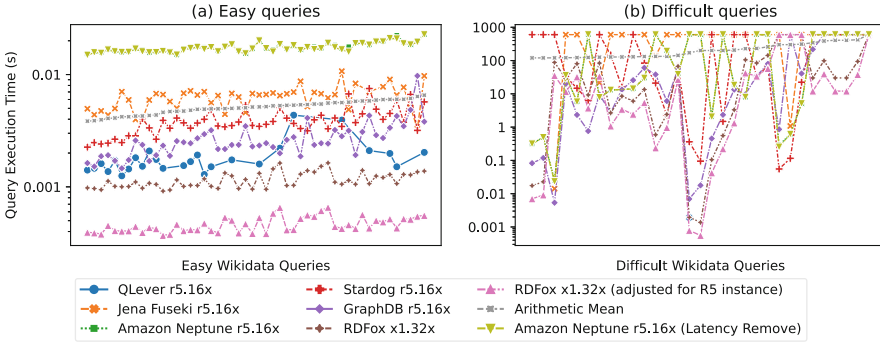 (a) Easy queries
(b) Difficult queries
Query Execution Time (s)
0.01
0.001
1000
100
10
1
0.1
0.01
0.001
Easy Wikidata Queries
Difficult Wikidata Queries
QLever r5.16x
Jena Fuseki r5.16x
Amazon Neptune r5.16x
Stardog r5.16x
GraphDB r5.16x
RDFox x1.32x
RDFox x1.32x (adjusted for R5 instance)
Arithmetic Mean
Amazon Neptune r5.16x (Latency Remove)